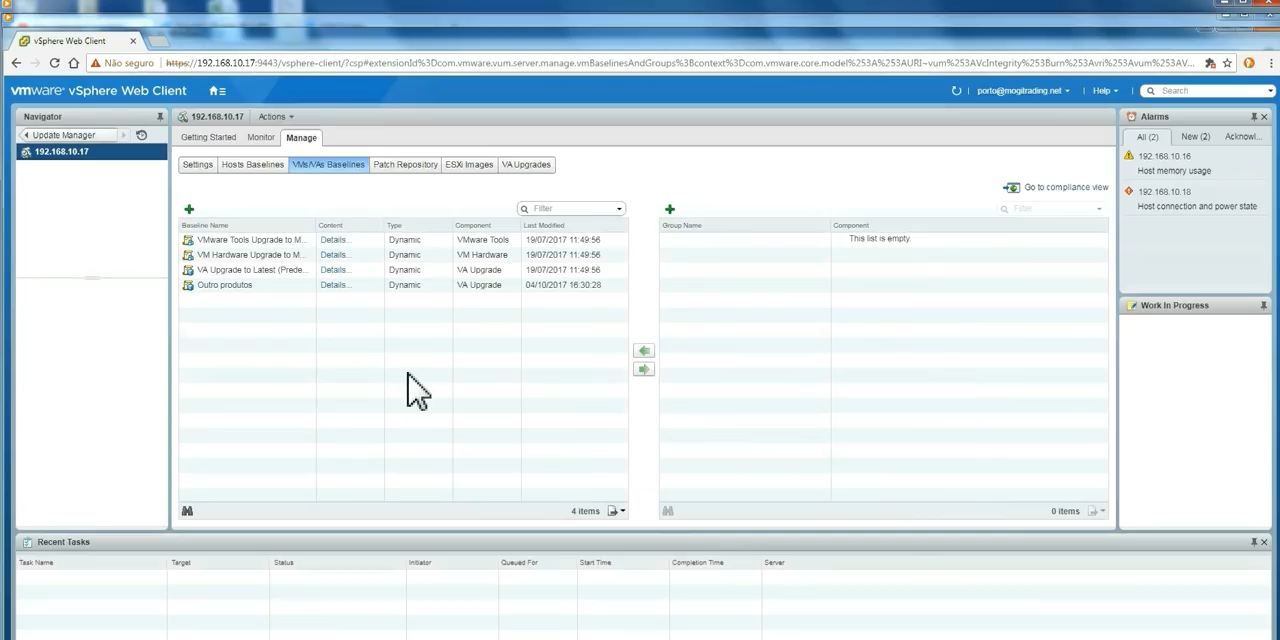 vSphere Web Client
Não seguro https://192.168.10.17:9443/vsphere-client/?csp#extensionId%3Dcom.vmware.vum.server.manage.vmBaselinesAndGroups%3Bcontext%3Dcom.vmware.core.model%253A%253AURI~vum%253AVcIntegrity%253Burn%253Avri%253Avum%253AV...
vmware® vSphere Web Client
porto@mogitrading.net
Help
Search
Navigator
Update Manager
192.168.10.17
192.168.10.17 Actions
Getting Started Monitor Manage
Settings Hosts Baselines VMs/VAs Baselines Patch Repository ESXi Images VA Upgrades
Go to compliance view
Filter
Filter
Baseline Name Content Type Component Last Modified
VMware Tools Upgrade to M... Details... Dynamic VMware Tools 19/07/2017 11:49:56
VM Hardware Upgrade to M... Details... Dynamic VM Hardware 19/07/2017 11:49:56
VA Upgrade to Latest (Prede... Details... Dynamic VA Upgrade 19/07/2017 11:49:56
Outro produtos Details... Dynamic VA Upgrade 04/10/2017 16:30:28
4 items
Group Name Component
This list is empty.
0 items
Alarms
All (2) New (2) Acknowl...
192.168.10.16
Host memory usage
192.168.10.18
Host connection and power state
Work In Progress
Recent Tasks
Task Name Target Status Initiator Queued For Start Time Completion Time Server